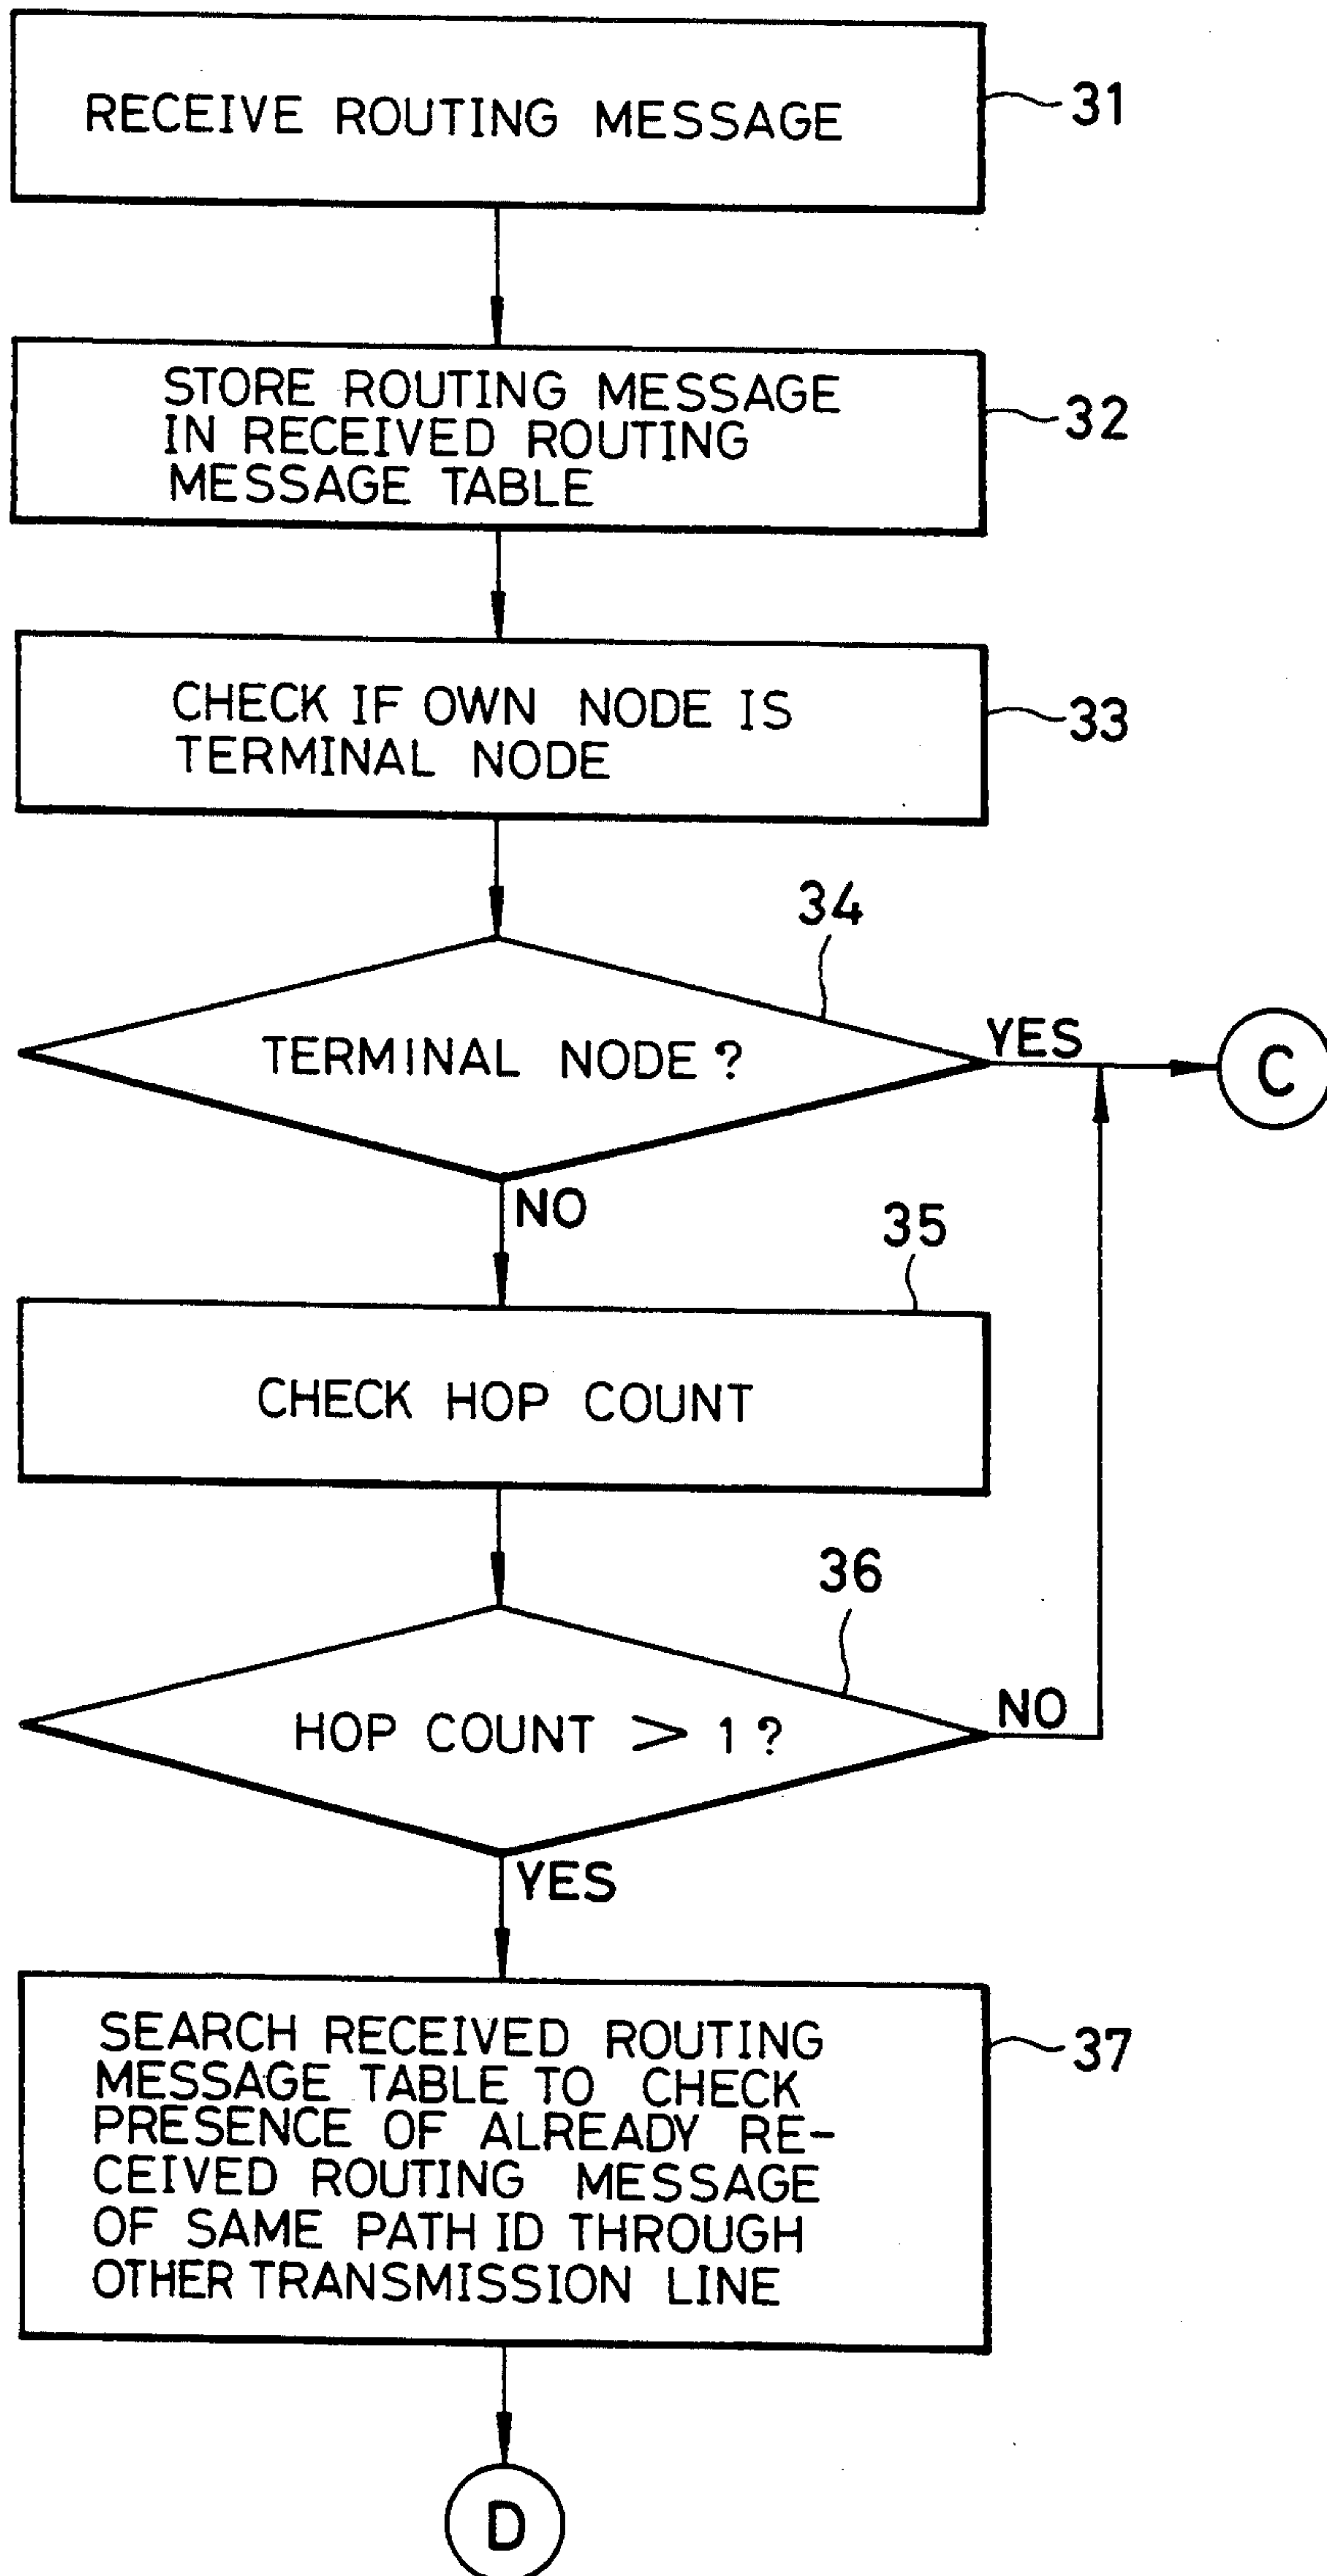 RECEIVE ROUTING MESSAGE
31
STORE ROUTING MESSAGE
IN RECEIVED ROUTING
MESSAGE TABLE
32
CHECK IF OWN NODE IS
TERMINAL NODE
33
34
TERMINAL NODE?
YES
C
NO
35
CHECK HOP COUNT
36
HOP COUNT > 1?
NO
YES
SEARCH RECEIVED ROUTING
MESSAGE TABLE TO CHECK
PRESENCE OF ALREADY RE-
CEIVED ROUTING MESSAGE
OF SAME PATH ID THROUGH
OTHER TRANSMISSION LINE
37
D